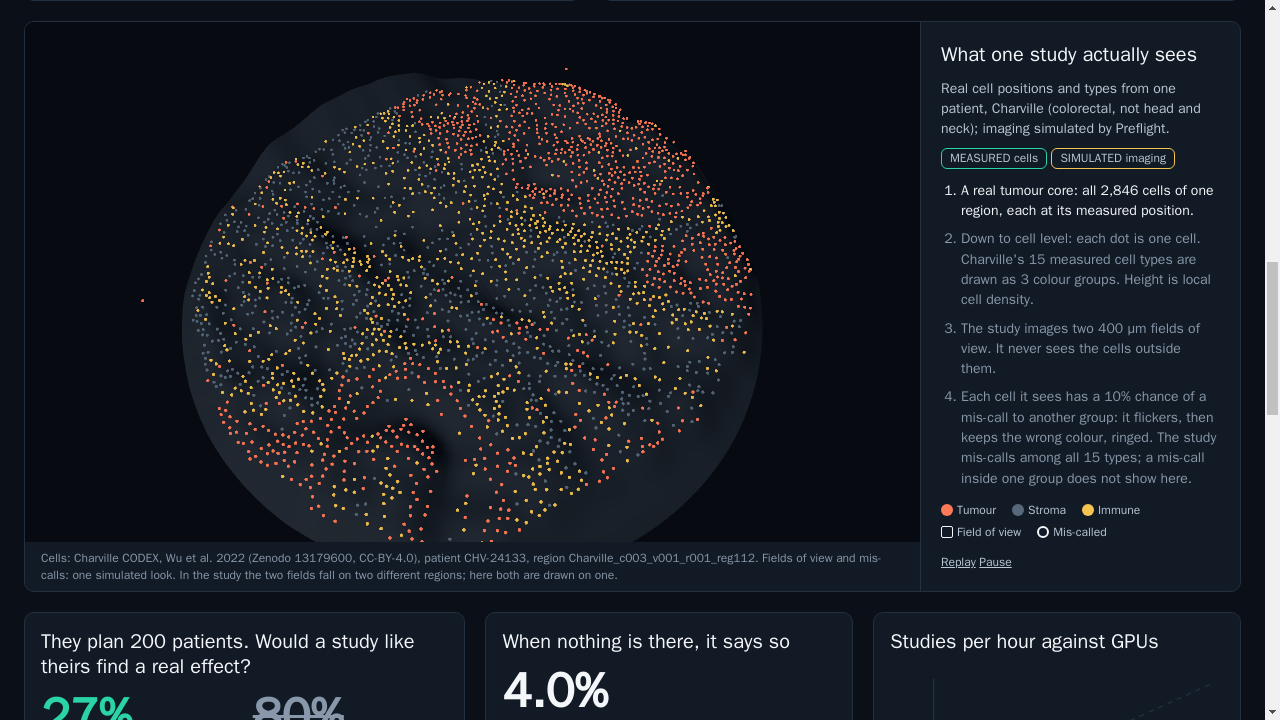 What one study actually sees
Real cell positions and types from one
patient, Charville (colorectal, not head and
neck); imaging simulated by Preflight.
MEASURED cells
SIMULATED imaging
1. A real tumour core: all 2,846 cells of one
region, each at its measured position.
2. Down to cell level: each dot is one cell.
Charville's 15 measured cell types are
drawn as 3 colour groups. Height is local
cell density.
3. The study images two 400 µm fields of
view. It never sees the cells outside
them.
4. Each cell it sees has a 10% chance of a
mis-call to another group: it flickers, then
keeps the wrong colour, ringed. The study
mis-calls among all 15 types; a mis-call
inside one group does not show here.
Tumour Stroma Immune
Field of view Mis-called
Replay Pause
Cells: Charville CODEX, Wu et al. 2022 (Zenodo 13179600, CC-BY-4.0), patient CHV-24133, region Charville_c003_v001_r001_reg112. Fields of view and mis-
calls: one simulated look. In the study the two fields fall on two different regions; here both are drawn on one.
They plan 200 patients. Would a study like
theirs find a real effect?
27% 80%
When nothing is there, it says so
4.0%
Studies per hour against GPUs